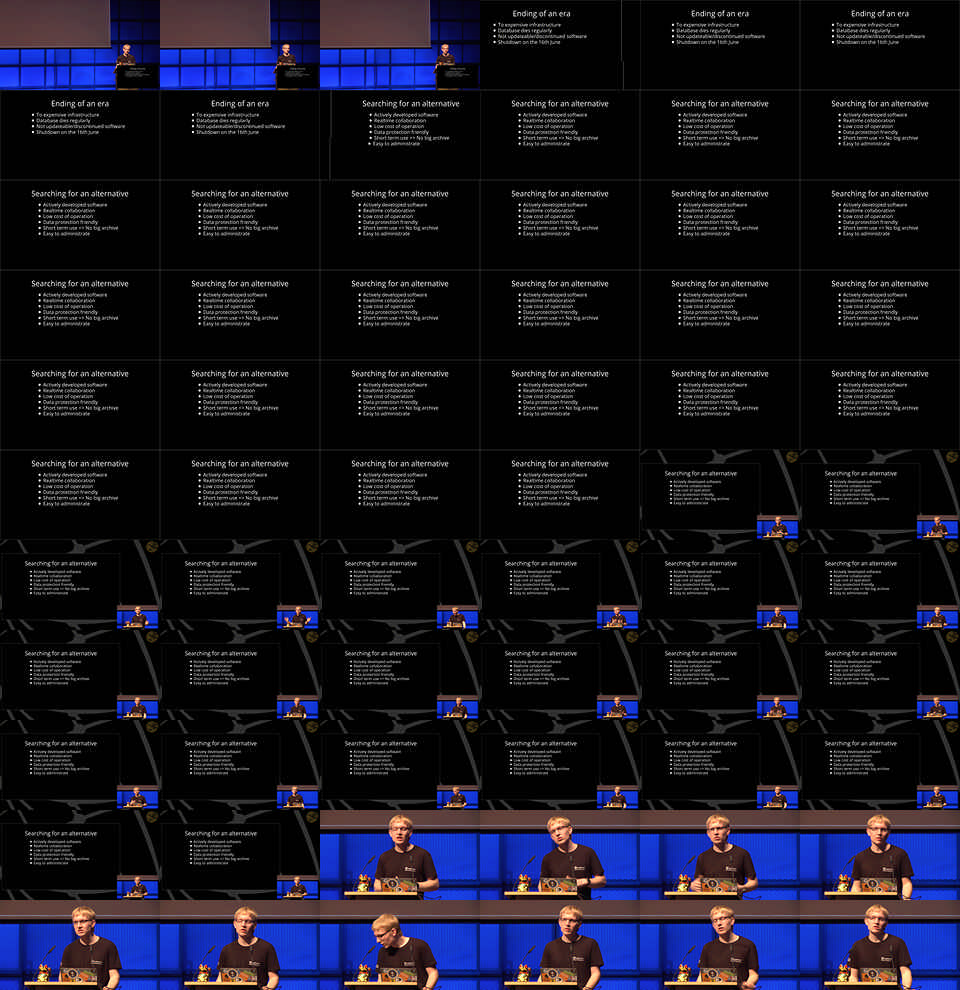 Ending of an era
To expensive infrastructure
Database dies regularly
Not updateable/discontinued software
Shutdown on the 16th June
Searching for an alternative
Actively developed software
Realtime collaboration
Low cost of operation
Data protection friendly
Short term use => No big archive
Easy to administrate